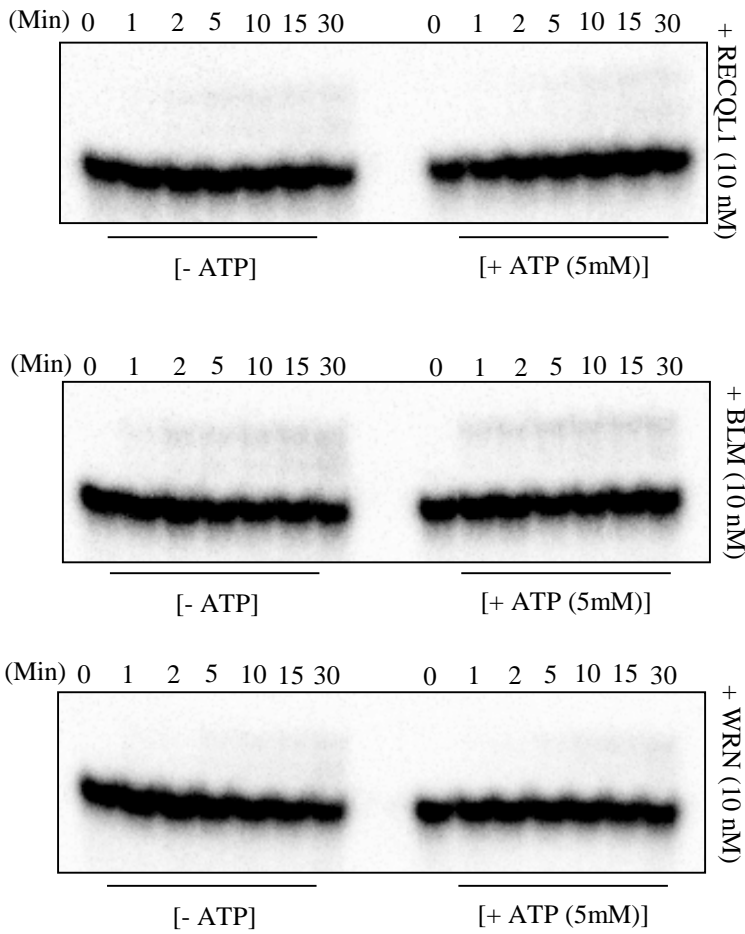 (Min) 0 1 2 5 10 15 30 0 1 2 5 10 15 30
+ RECQL1 (10 nM)
[- ATP] [+ ATP (5mM)]
(Min) 0 1 2 5 10 15 30 0 1 2 5 10 15 30
+ BLM (10 nM)
[- ATP] [+ ATP (5mM)]
(Min) 0 1 2 5 10 15 30 0 1 2 5 10 15 30
+ WRN (10 nM)
[- ATP] [+ ATP (5mM)]